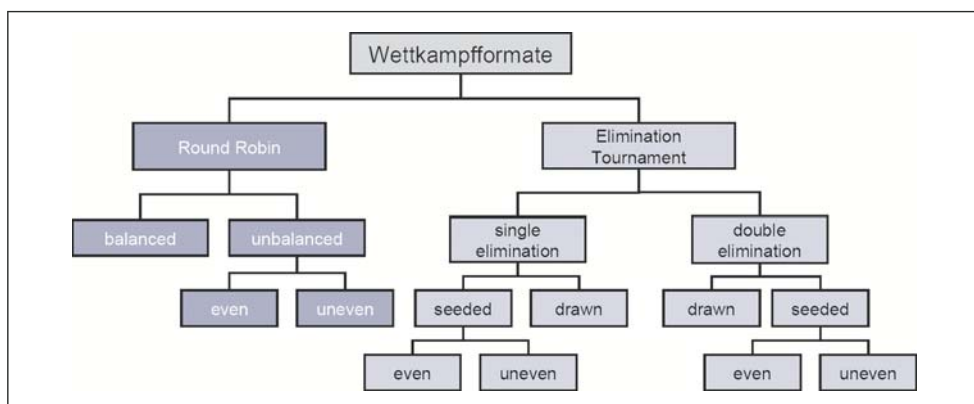 Wettkampfformate
Round Robin
Elimination
Tournament
balanced
unbalanced
single
elimination
double
elimination
even
uneven
seeded
drawn
drawn
seeded
even
uneven
even
uneven